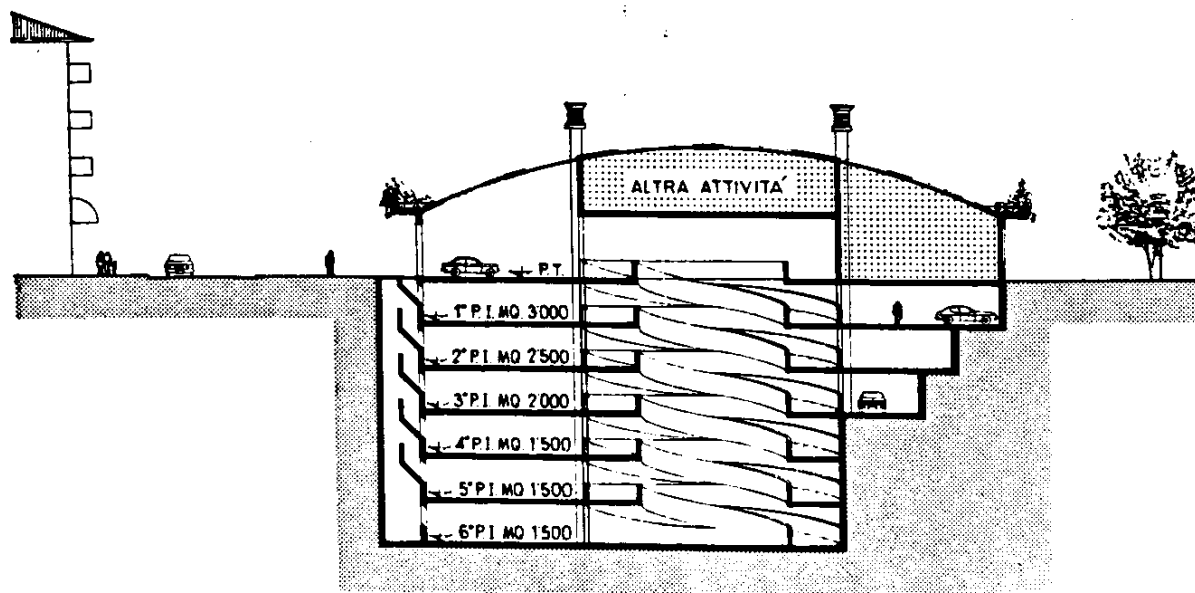 ALTRA ATTIVITÀ
P.T.
1° P.I. MQ. 3'000
2° P.I. MQ 2'500
3° P.I. MQ 2'000
4° P.I. MQ 1'500
5° P.I. MQ 1'500
6° P.I. MQ 1'500